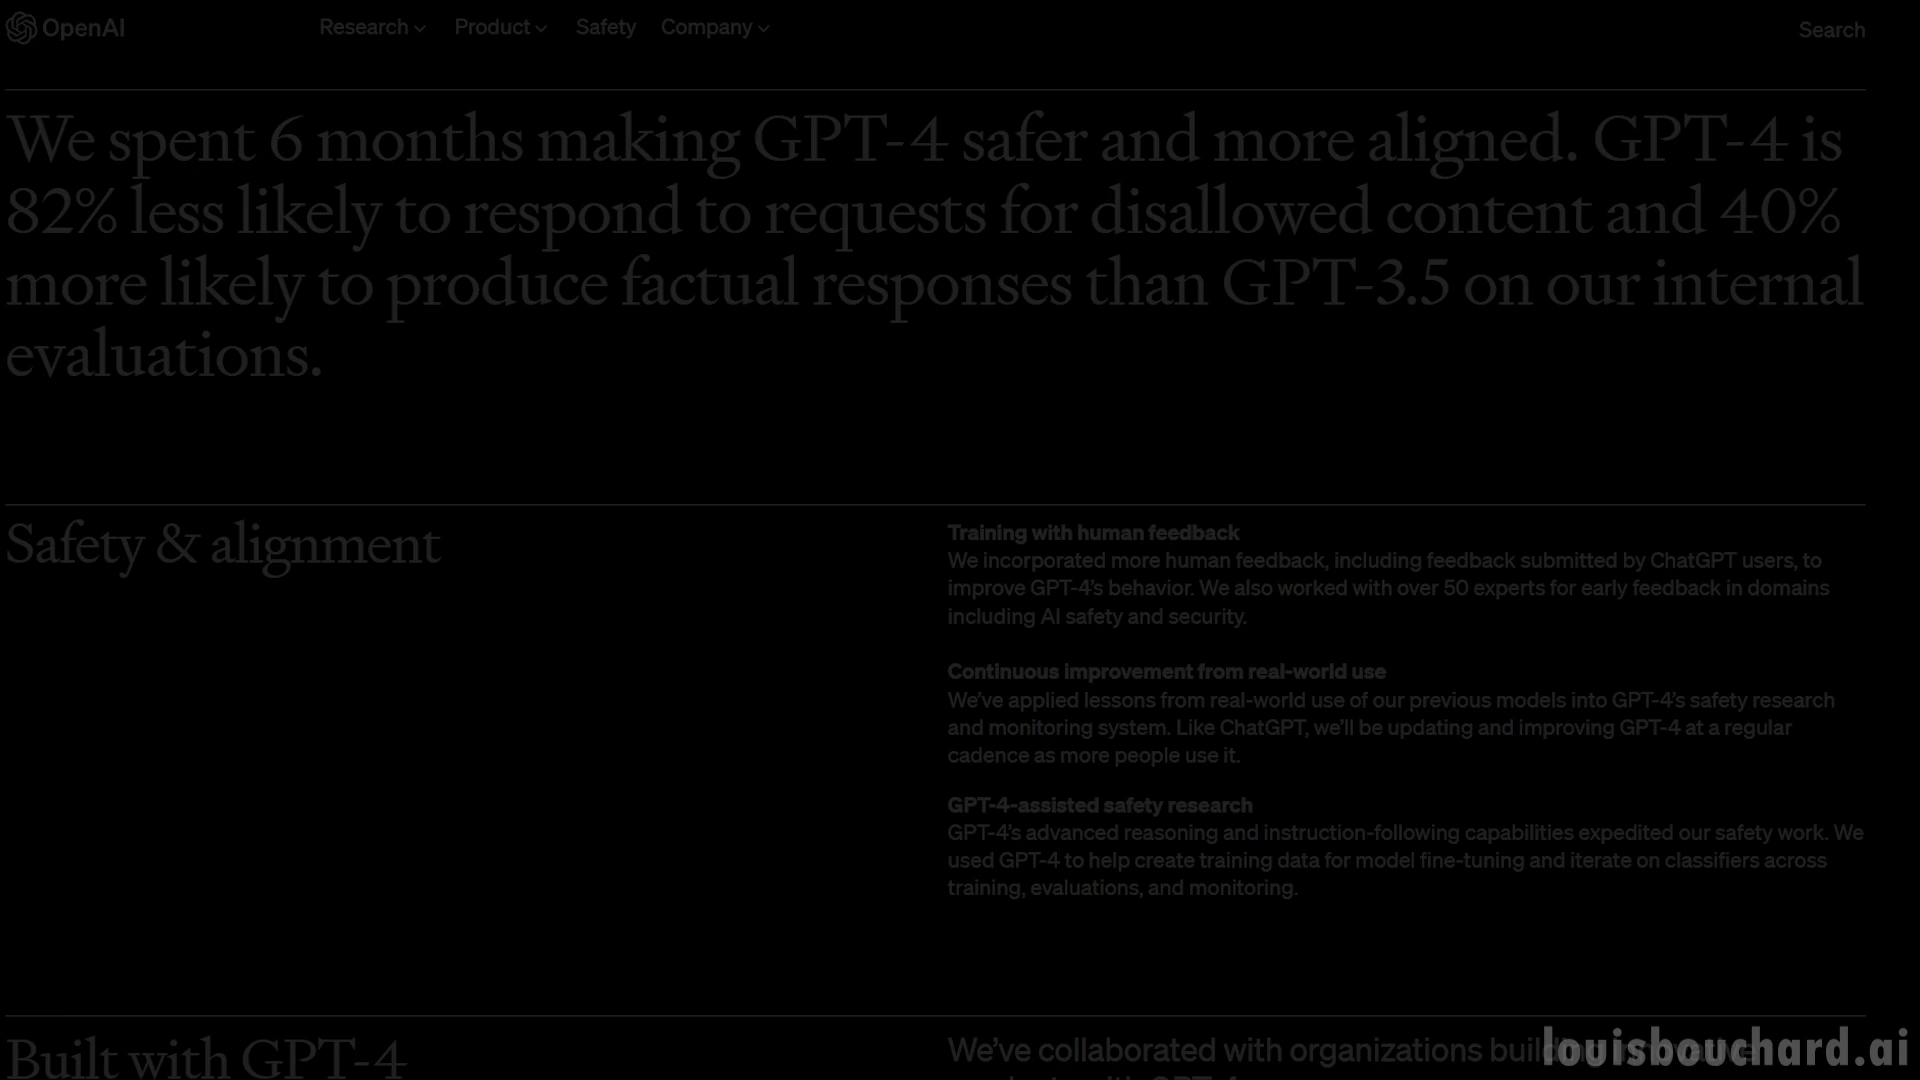 OpenAI
Research Product Safety Company
Search
We spent 6 months making GPT-4 safer and more aligned. GPT-4 is
82% less likely to respond to requests for disallowed content and 40%
more likely to produce factual responses than GPT-3.5 on our internal
evaluations.
Safety & alignment
Training with human feedback
We incorporated more human feedback, including feedback submitted by ChatGPT users, to
improve GPT-4’s behavior. We also worked with over 50 experts for early feedback in domains
including AI safety and security.
Continuous improvement from real-world use
We’ve applied lessons from real-world use of our previous models into GPT-4’s safety research
and monitoring system. Like ChatGPT, we’ll be updating and improving GPT-4 at a regular
cadence as more people use it.
GPT-4-assisted safety research
GPT-4’s advanced reasoning and instruction-following capabilities expedited our safety work. We
used GPT-4 to help create training data for model fine-tuning and iterate on classifiers across
training, evaluations, and monitoring.
Built with GPT-4
We’ve collaborated with organizations
louisbouchard.ai